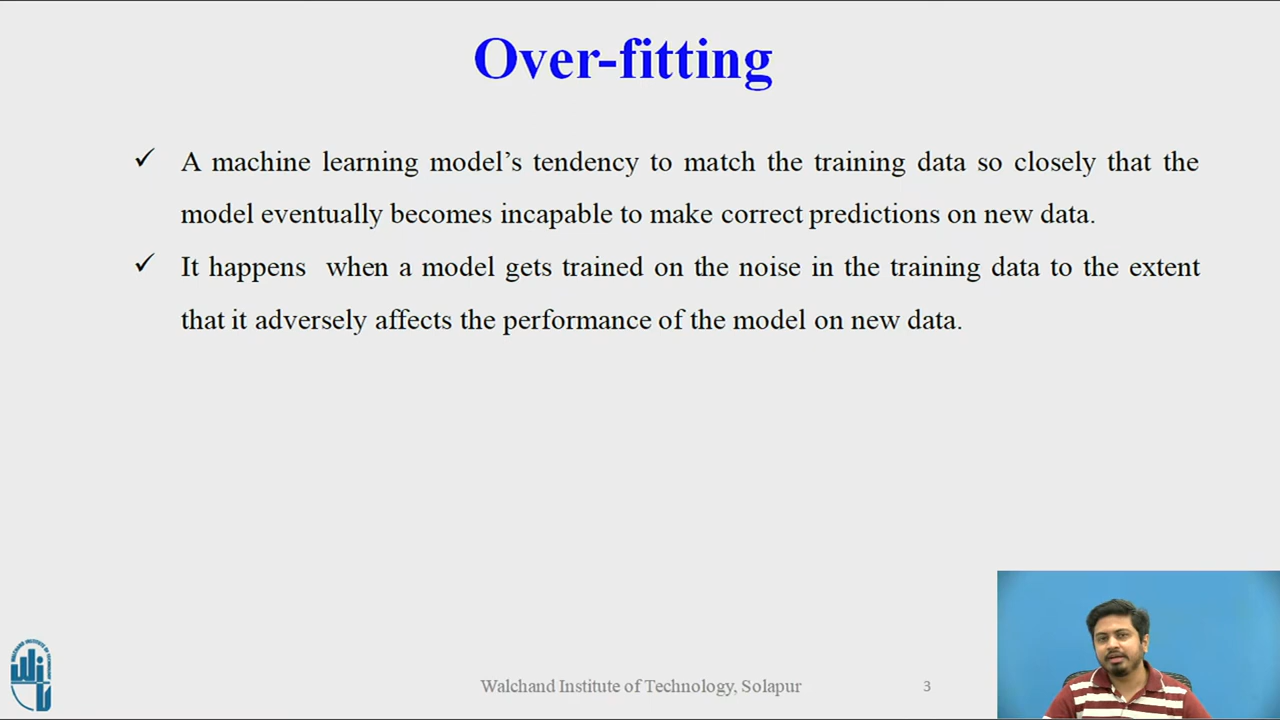 Over-fitting
✓ A machine learning model’s tendency to match the training data so closely that the
model eventually becomes incapable to make correct predictions on new data.
✓ It happens when a model gets trained on the noise in the training data to the extent
that it adversely affects the performance of the model on new data.
Walchand Institute of Technology, Solapur 3